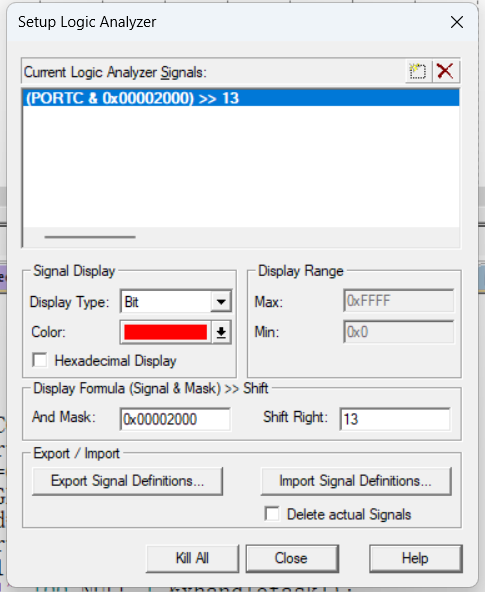 Setup Logic Analyzer
Current Logic Analyzer Signals:
(PORTC & 0x00002000) >> 13
Signal Display
Display Type: Bit
Color:
Hexadecimal Display
Display Range
Max: 0xFFFF
Min: 0x0
Display Formula (Signal & Mask) >> Shift
And Mask: 0x00002000 Shift Right: 13
Export / Import
Export Signal Definitions... Import Signal Definitions...
Delete actual Signals
Kill All Close Help